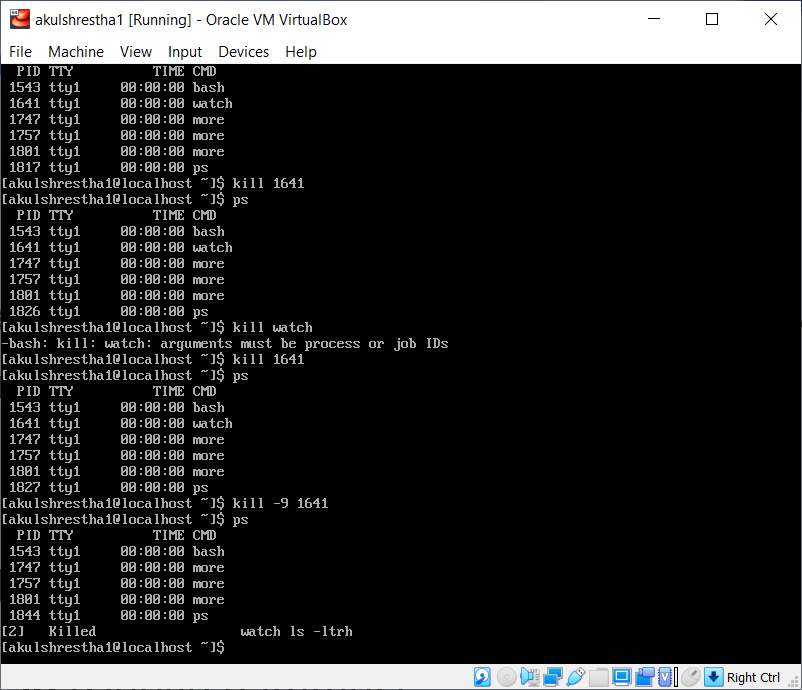 akulshrestha1 [Running] - Oracle VM VirtualBox
File Machine View Input Devices Help
PID TTY TIME CMD
1543 tty1 00:00:00 bash
1641 tty1 00:00:00 watch
1747 tty1 00:00:00 more
1757 tty1 00:00:00 more
1801 tty1 00:00:00 more
1817 tty1 00:00:00 ps
[akulshrestha1@localhost ~]$ kill 1641
[akulshrestha1@localhost ~]$ ps
PID TTY TIME CMD
1543 tty1 00:00:00 bash
1641 tty1 00:00:00 watch
1747 tty1 00:00:00 more
1757 tty1 00:00:00 more
1801 tty1 00:00:00 more
1826 tty1 00:00:00 ps
[akulshrestha1@localhost ~]$ kill watch
-bash: kill: watch: arguments must be process or job IDs
[akulshrestha1@localhost ~]$ kill 1641
[akulshrestha1@localhost ~]$ ps
PID TTY TIME CMD
1543 tty1 00:00:00 bash
1641 tty1 00:00:00 watch
1747 tty1 00:00:00 more
1757 tty1 00:00:00 more
1801 tty1 00:00:00 more
1827 tty1 00:00:00 ps
[akulshrestha1@localhost ~]$ kill -9 1641
[akulshrestha1@localhost ~]$ ps
PID TTY TIME CMD
1543 tty1 00:00:00 bash
1747 tty1 00:00:00 more
1757 tty1 00:00:00 more
1801 tty1 00:00:00 more
1844 tty1 00:00:00 ps
[2] Killed watch ls -ltrh
[akulshrestha1@localhost ~]$
Right Ctrl